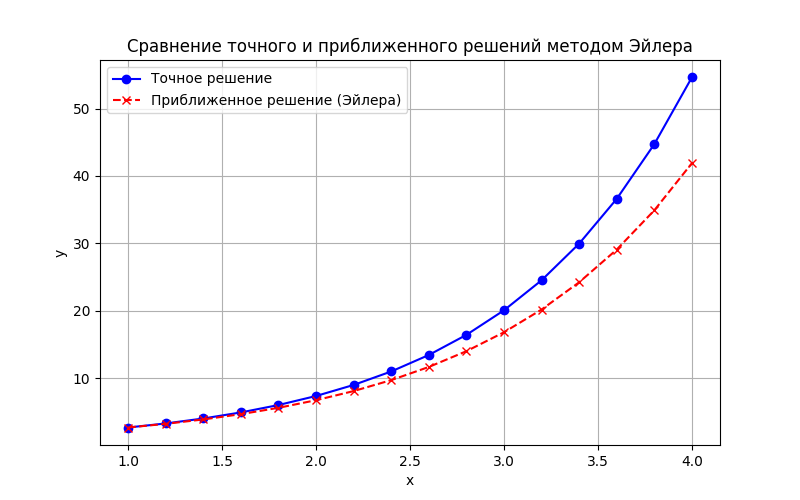 Сравнение точного и приближенного решений методом Эйлера
Точное решение
Приближенное решение (Эйлера)
50
40
30
20
10
y
1.0 1.5 2.0 2.5 3.0 3.5 4.0
x